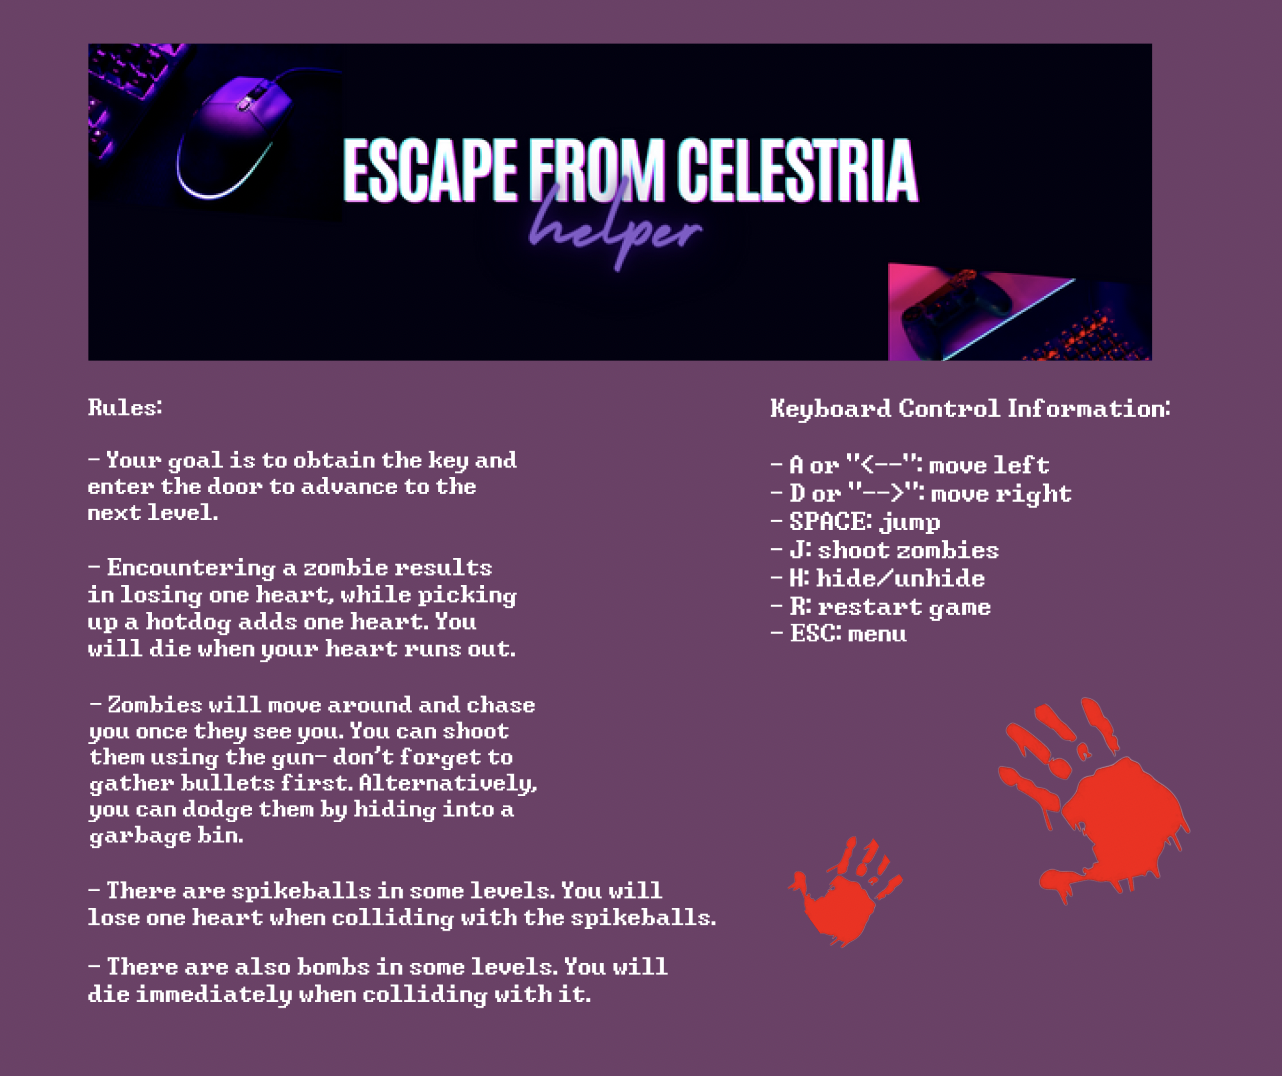 ESCAPE FROM CELESTRIA
helper
Rules:
- Your goal is to obtain the key and
enter the door to advance to the
next level.
- Encountering a zombie results
in losing one heart, while picking
up a hotdog adds one heart. You
will die when your heart runs out.
- Zombies will move around and chase
you once they see you. You can shoot
them using the gun- don't forget to
gather bullets first. Alternatively,
you can dodge them by hiding into a
garbage bin.
- There are spikeballs in some levels. You will
lose one heart when colliding with the spikeballs.
- There are also bombs in some levels. You will
die immediately when colliding with it.
Keyboard Control Information:
- A or "<--": move left
- D or "-->": move right
- SPACE: jump
- J: shoot zombies
- H: hide/unhide
- R: restart game
- ESC: menu